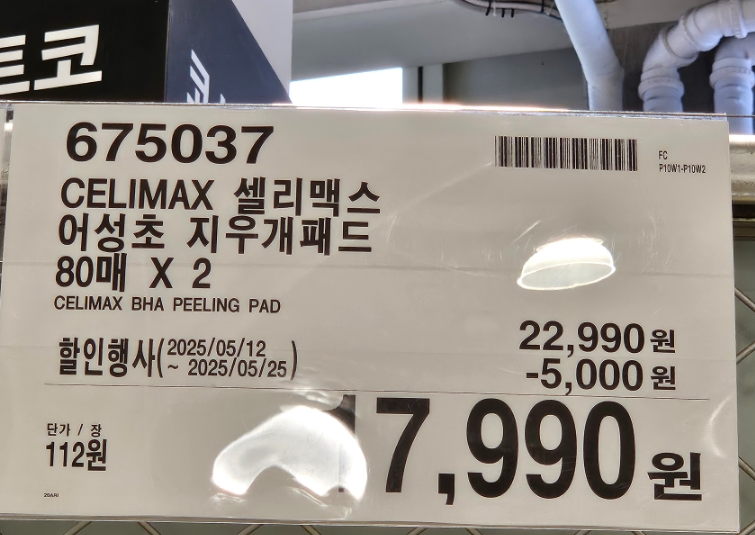 트코
675037
FC
P10W1-P10W2
CELIMAX 셀리맥스
어성초 지우개패드
80매 X 2
CELIMAX BHA PEELING PAD
22,990원
할인행사(2025/05/12
~ 2025/05/25)
-5,000원
7,990원
단가 / 장
112원